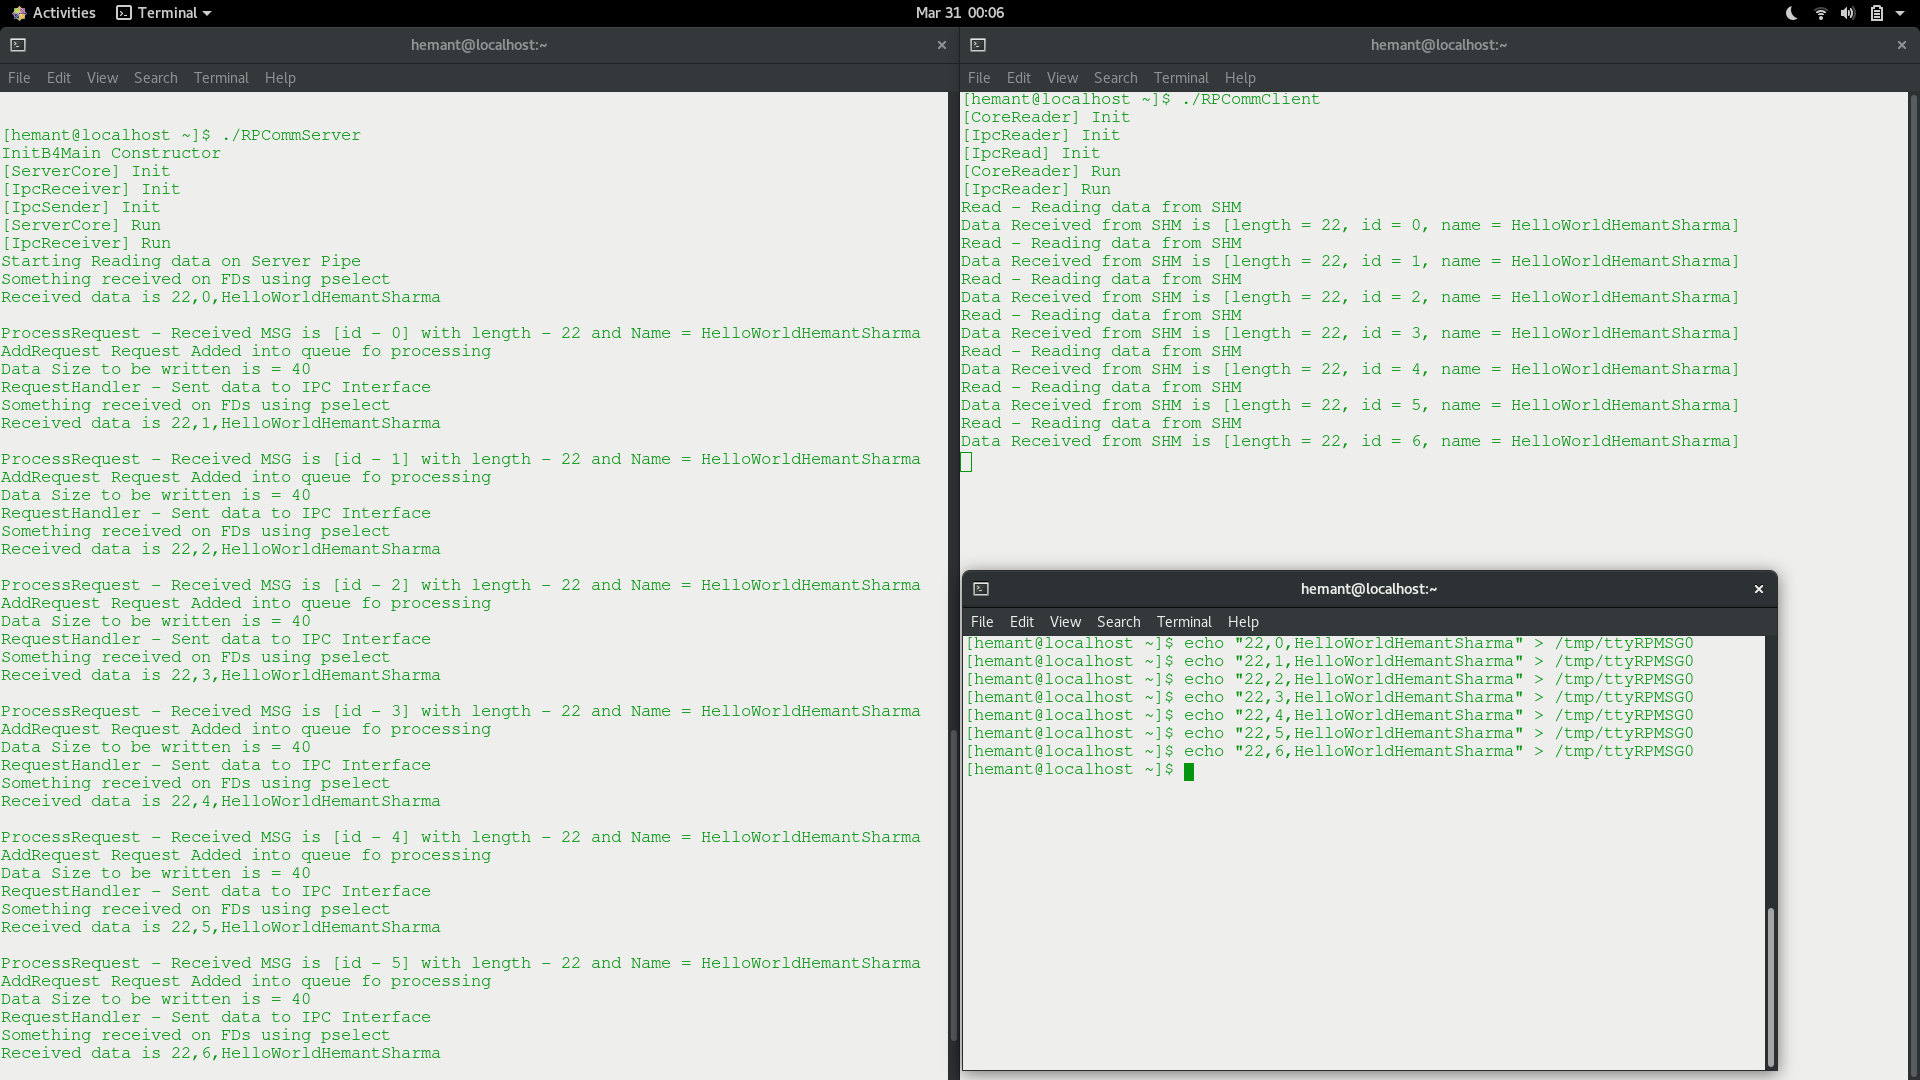 Activities Terminal Mar 31 00:06
hemant@localhost:~
File Edit View Search Terminal Help
[hemant@localhost ~]$ ./RPCommServer
InitB4Main Constructor
[ServerCore] Init
[IpcReceiver] Init
[IpcSender] Init
[ServerCore] Run
[IpcReceiver] Run
Starting Reading data on Server Pipe
Something received on FDs using pselect
Received data is 22,0,HelloWorldHemantSharma
ProcessRequest - Received MSG is [id - 0] with length - 22 and Name = HelloWorldHemantSharma
AddRequest Request Added into queue fo processing
Data Size to be written is = 40
RequestHandler - Sent data to IPC Interface
Something received on FDs using pselect
Received data is 22,1,HelloWorldHemantSharma
ProcessRequest - Received MSG is [id - 1] with length - 22 and Name = HelloWorldHemantSharma
AddRequest Request Added into queue fo processing
Data Size to be written is = 40
RequestHandler - Sent data to IPC Interface
Something received on FDs using pselect
Received data is 22,2,HelloWorldHemantSharma
ProcessRequest - Received MSG is [id - 2] with length - 22 and Name = HelloWorldHemantSharma
AddRequest Request Added into queue fo processing
Data Size to be written is = 40
RequestHandler - Sent data to IPC Interface
Something received on FDs using pselect
Received data is 22,3,HelloWorldHemantSharma
ProcessRequest - Received MSG is [id - 3] with length - 22 and Name = HelloWorldHemantSharma
AddRequest Request Added into queue fo processing
Data Size to be written is = 40
RequestHandler - Sent data to IPC Interface
Something received on FDs using pselect
Received data is 22,4,HelloWorldHemantSharma
ProcessRequest - Received MSG is [id - 4] with length - 22 and Name = HelloWorldHemantSharma
AddRequest Request Added into queue fo processing
Data Size to be written is = 40
RequestHandler - Sent data to IPC Interface
Something received on FDs using pselect
Received data is 22,5,HelloWorldHemantSharma
ProcessRequest - Received MSG is [id - 5] with length - 22 and Name = HelloWorldHemantSharma
AddRequest Request Added into queue fo processing
Data Size to be written is = 40
RequestHandler - Sent data to IPC Interface
Something received on FDs using pselect
Received data is 22,6,HelloWorldHemantSharma
hemant@localhost:~
File Edit View Search Terminal Help
[hemant@localhost ~]$ ./RPCommClient
[CoreReader] Init
[IpcReader] Init
[IpcRead] Init
[CoreReader] Run
[IpcReader] Run
Read - Reading data from SHM
Data Received from SHM is [length = 22, id = 0, name = HelloWorldHemantSharma]
Read - Reading data from SHM
Data Received from SHM is [length = 22, id = 1, name = HelloWorldHemantSharma]
Read - Reading data from SHM
Data Received from SHM is [length = 22, id = 2, name = HelloWorldHemantSharma]
Read - Reading data from SHM
Data Received from SHM is [length = 22, id = 3, name = HelloWorldHemantSharma]
Read - Reading data from SHM
Data Received from SHM is [length = 22, id = 4, name = HelloWorldHemantSharma]
Read - Reading data from SHM
Data Received from SHM is [length = 22, id = 5, name = HelloWorldHemantSharma]
Read - Reading data from SHM
Data Received from SHM is [length = 22, id = 6, name = HelloWorldHemantSharma]
hemant@localhost:~
File Edit View Search Terminal Help
[hemant@localhost ~]$ echo "22,0,HelloWorldHemantSharma" > /tmp/ttyRPMSG0
[hemant@localhost ~]$ echo "22,1,HelloWorldHemantSharma" > /tmp/ttyRPMSG0
[hemant@localhost ~]$ echo "22,2,HelloWorldHemantSharma" > /tmp/ttyRPMSG0
[hemant@localhost ~]$ echo "22,3,HelloWorldHemantSharma" > /tmp/ttyRPMSG0
[hemant@localhost ~]$ echo "22,4,HelloWorldHemantSharma" > /tmp/ttyRPMSG0
[hemant@localhost ~]$ echo "22,5,HelloWorldHemantSharma" > /tmp/ttyRPMSG0
[hemant@localhost ~]$ echo "22,6,HelloWorldHemantSharma" > /tmp/ttyRPMSG0
[hemant@localhost ~]$